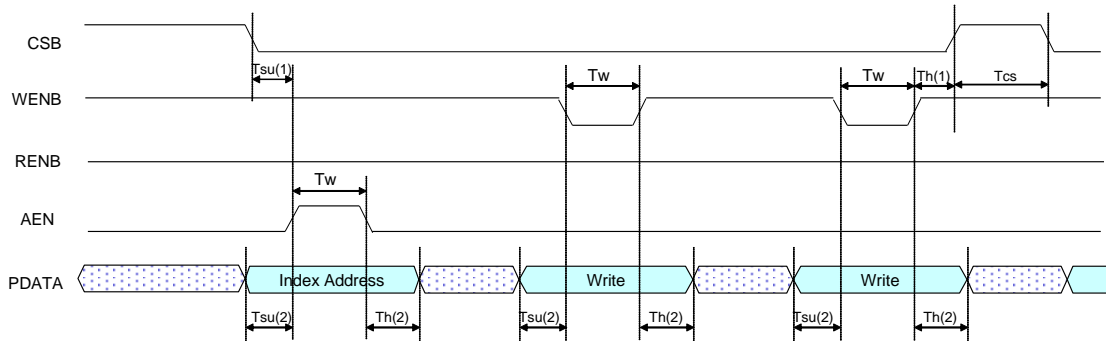 CSB
Tsu(1)
Tw
Tw
Th(1)
Tcs
WENB
RENB
Tw
AEN
PDATA
Index Address
Write
Write
Tsu(2)
Th(2)
Tsu(2)
Th(2)
Tsu(2)
Th(2)